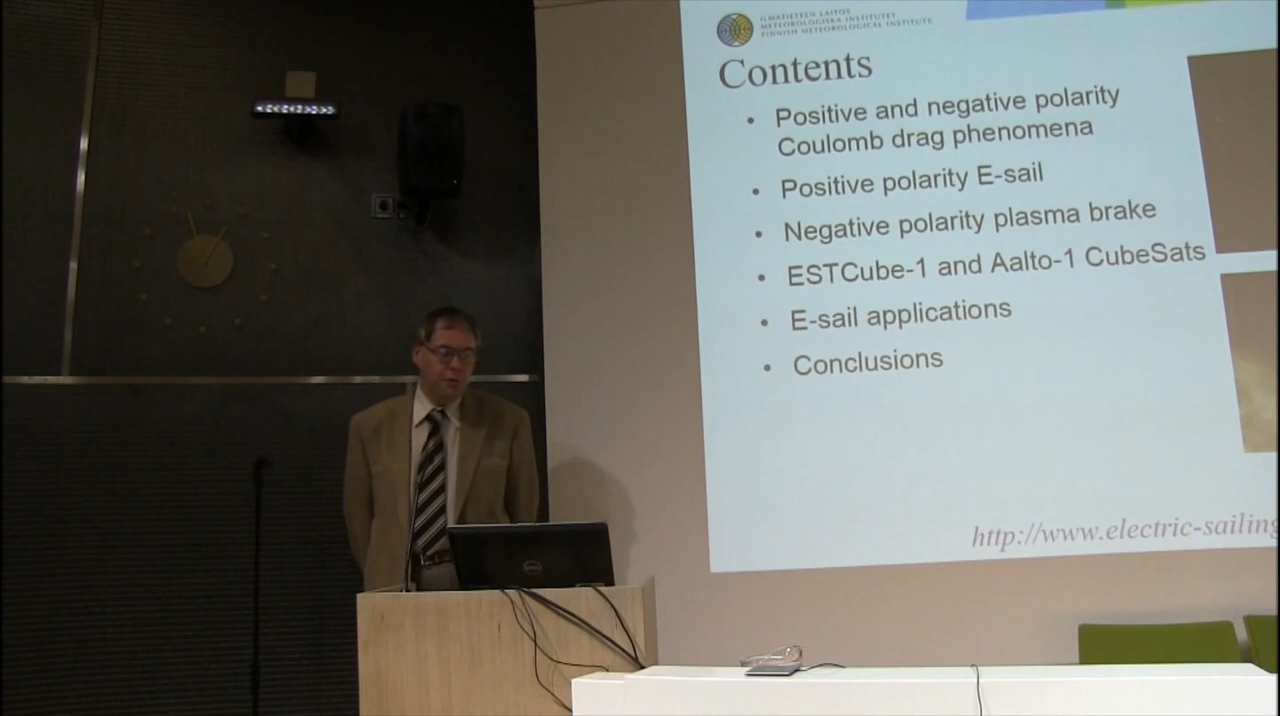 ILMATIETEEN LAITOS
METEOROLOGISKA INSTITUTET
FINNISH METEOROLOGICAL INSTITUTE
Contents
• Positive and negative polarity
Coulomb drag phenomena
• Positive polarity E-sail
• Negative polarity plasma brake
• ESTCube-1 and Aalto-1 CubeSats
• E-sail applications
• Conclusions
http://www.electric-sailing
DELL